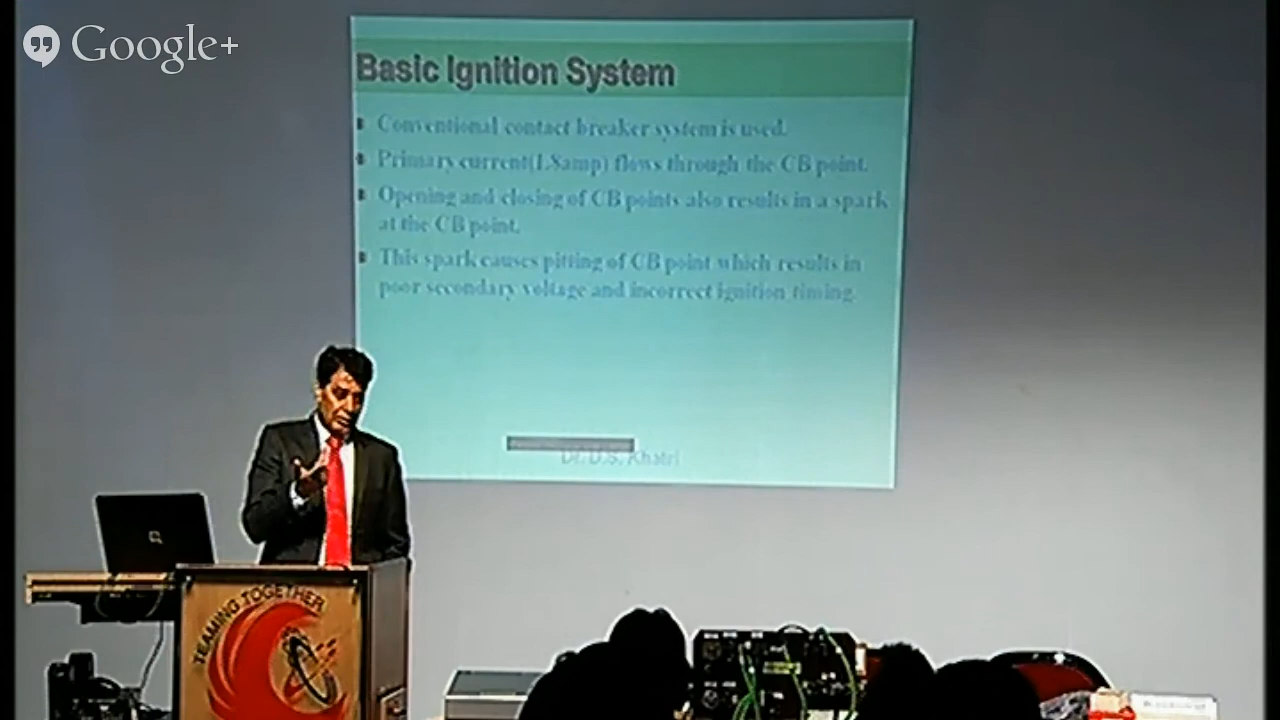 Google+
Basic Ignition System
Conventional contact breaker system is used.
Primary current(1.8amp) flows through the CB point.
Opening and closing of CB points also results in a spark
at the CB point.
This spark causes pitting of CB point which results in
poor secondary voltage and incorrect ignition timing.
Dr. U.S. Khatri
TEAMING TOGETHER